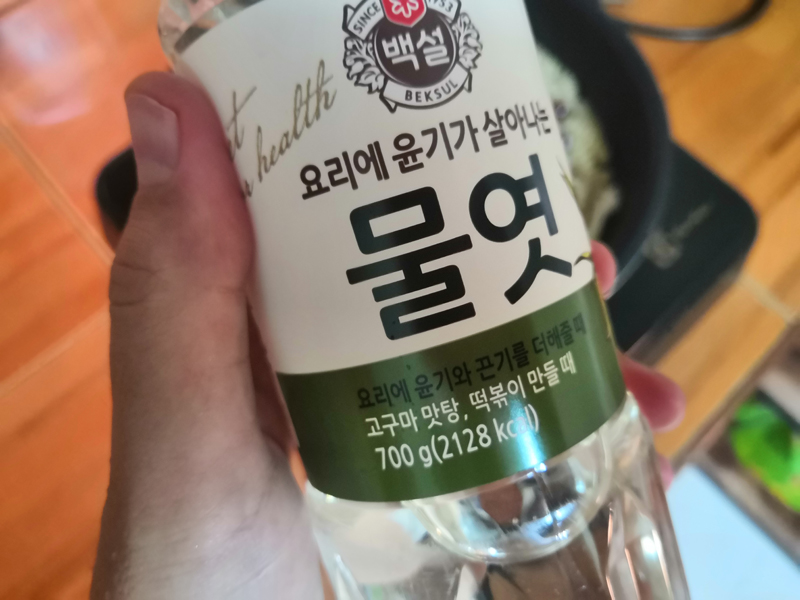 SINCE 1953
백설
BEKSUL
health
요리에 윤기가 살아나는
물엿
요리에 윤기와 끈기를 더해줄 때
고구마 맛탕, 떡볶이 만들 때
700 g(2128 kcal)